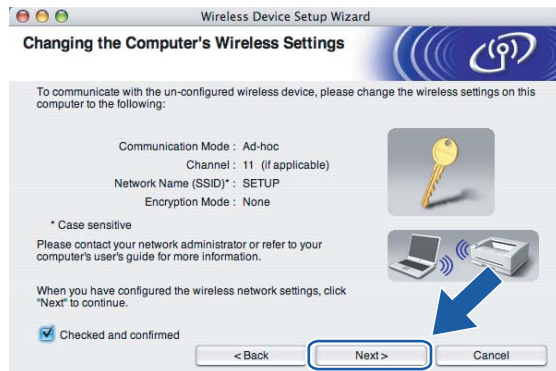 Wireless Device Setup Wizard
Changing the Computer's Wireless Settings
To communicate with the un-configured wireless device, please change the wireless settings on this
computer to the following:
Communication Mode : Ad-hoc
Channel : 11 (if applicable)
Network Name (SSID)* : SETUP
Encryption Mode : None
* Case sensitive
Please contact your network administrator or refer to your
computer's user's guide for more information.
When you have configured the wireless network settings, click
"Next" to continue.
Checked and confirmed
< Back Next > Cancel